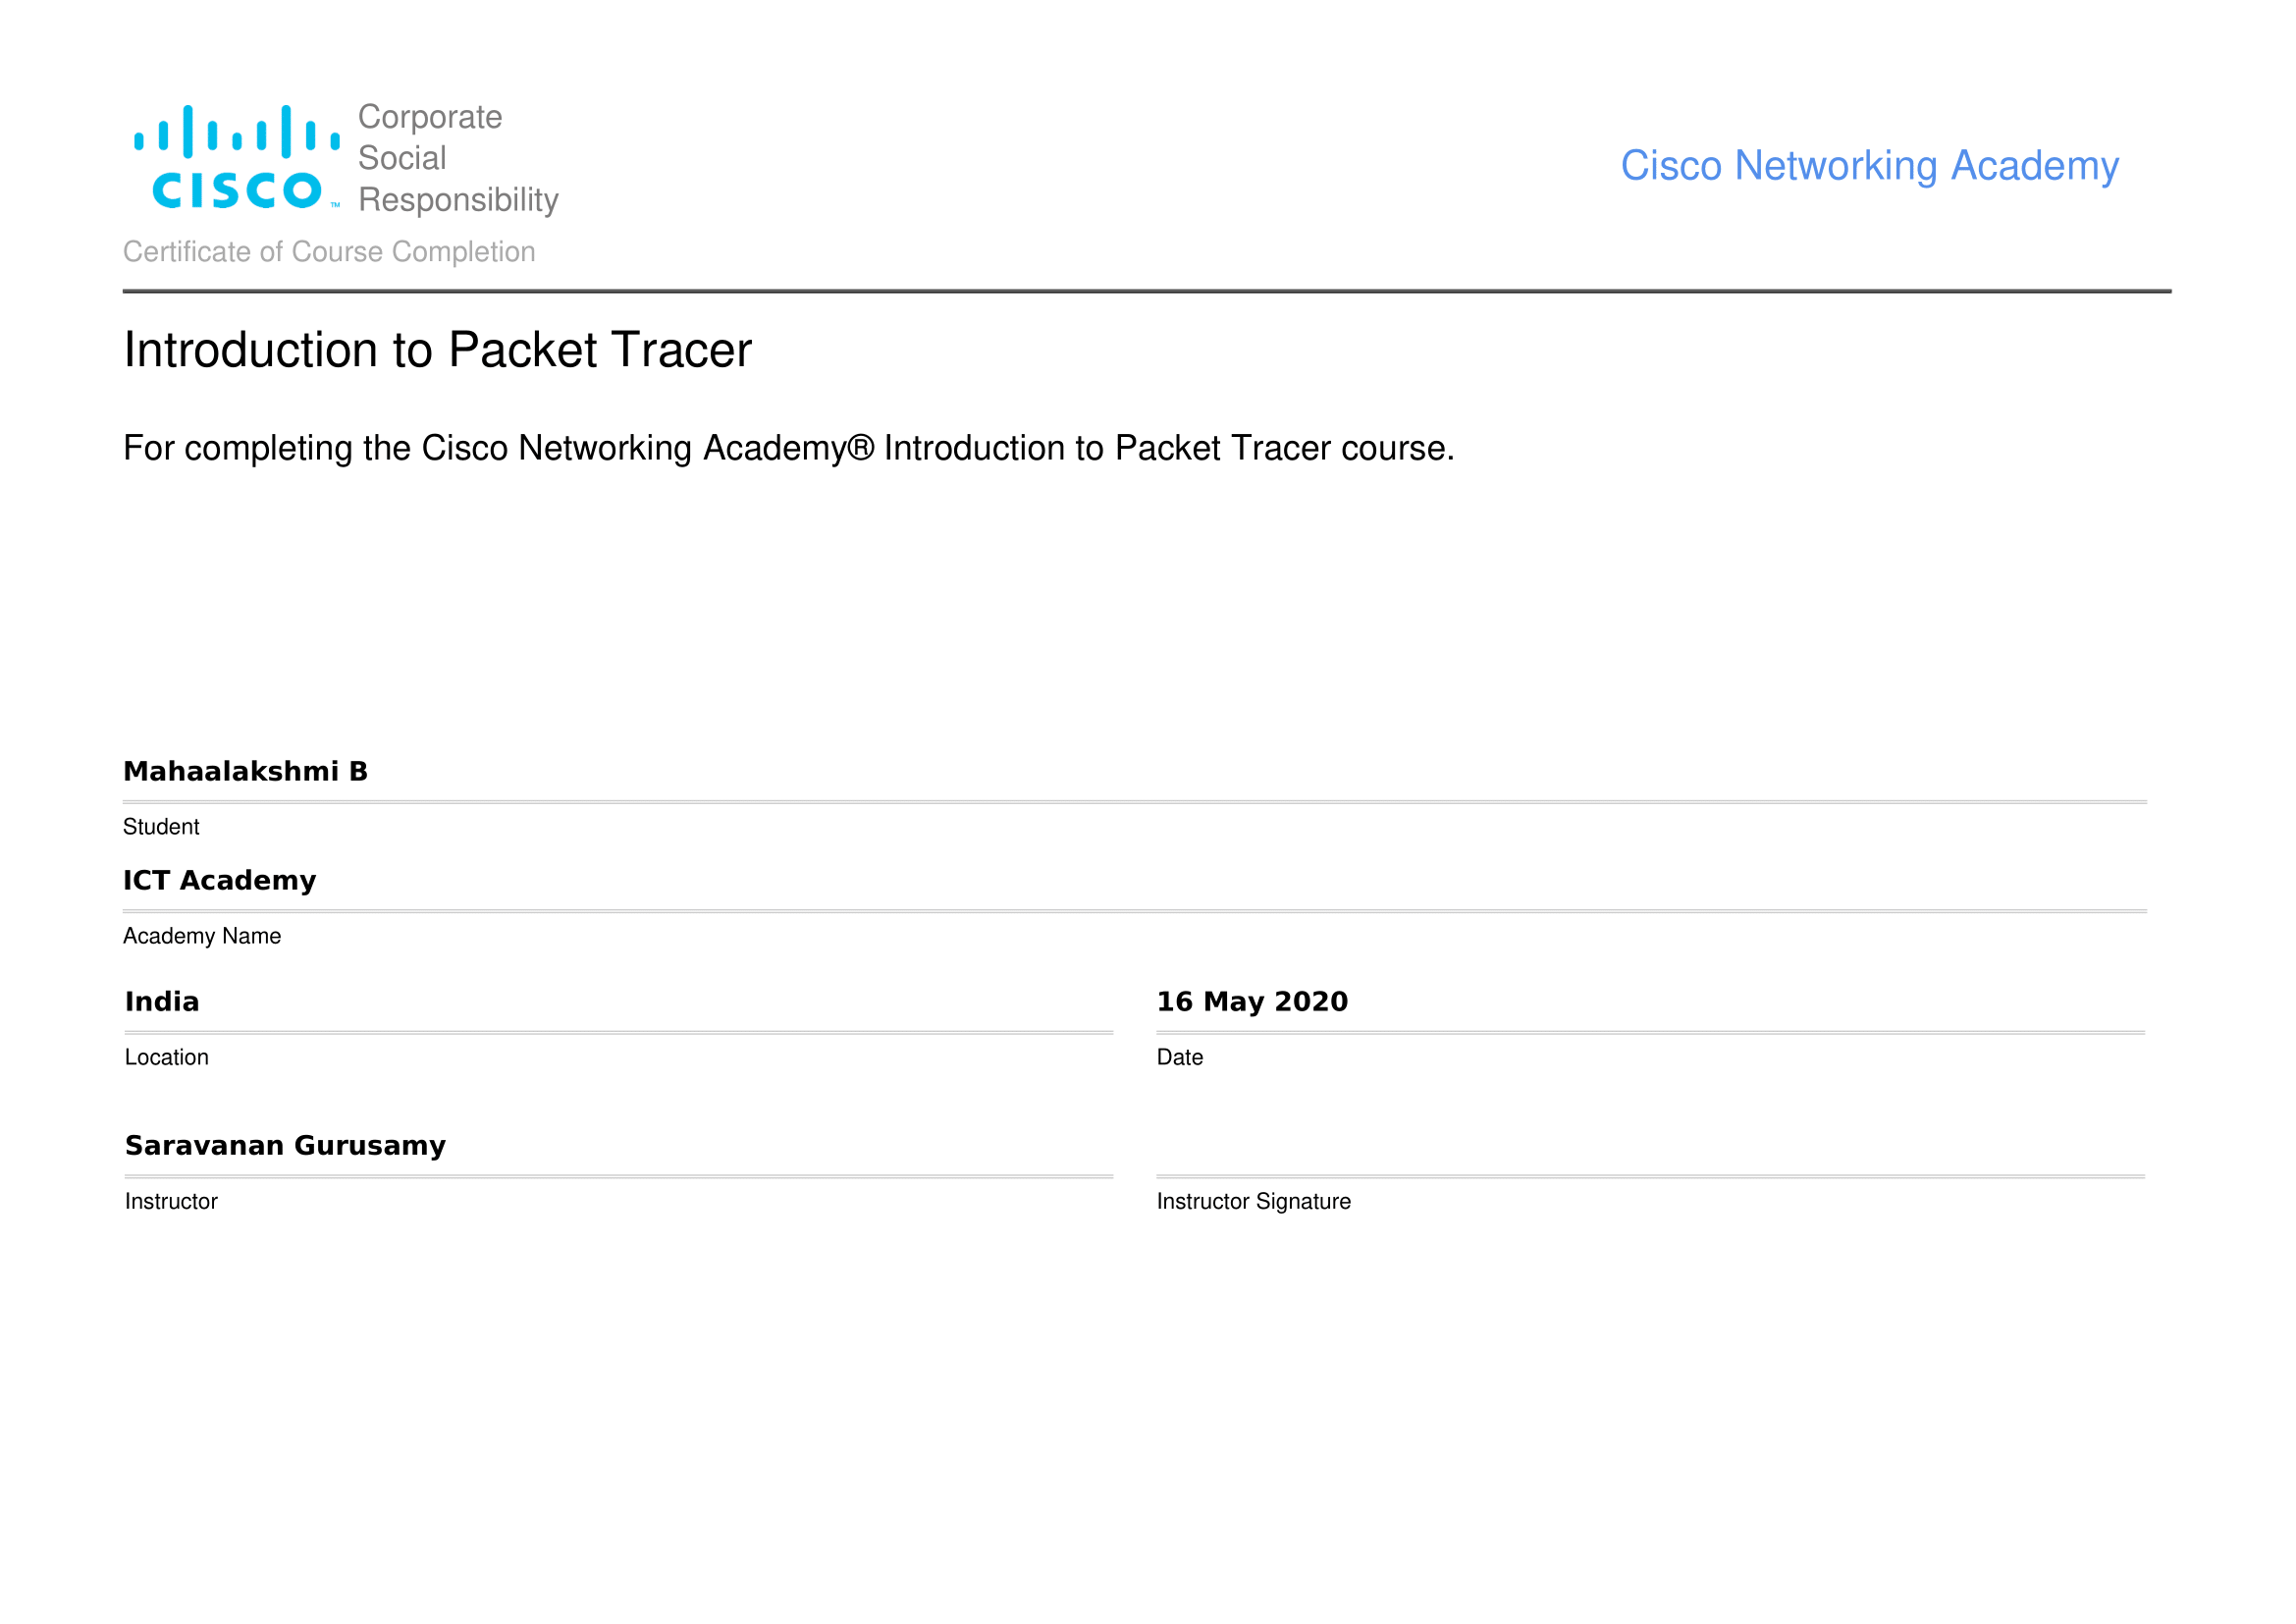 Corporate
Social
Responsibility
CISCO™
Cisco Networking Academy
Certificate of Course Completion
Introduction to Packet Tracer
For completing the Cisco Networking Academy® Introduction to Packet Tracer course.
Mahaalakshmi B
Student
ICT Academy
Academy Name
India
16 May 2020
Location
Date
Saravanan Gurusamy
Instructor
Instructor Signature